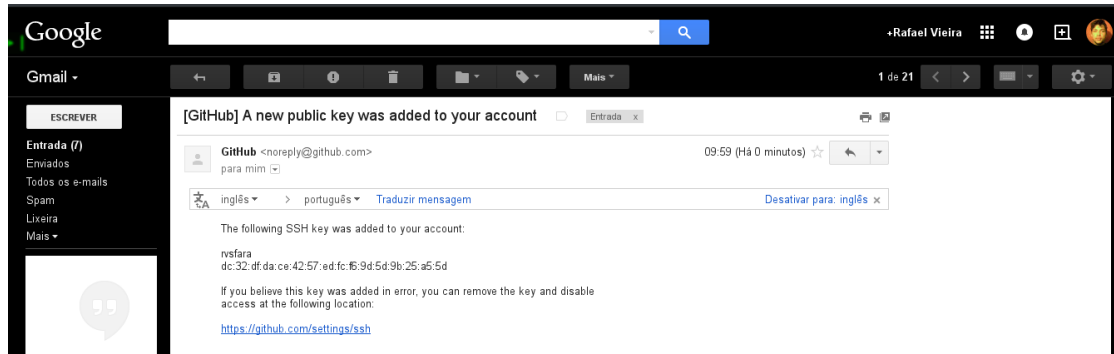 Google
+Rafael Vieira
Gmail
Mais
1 de 21
ESCREVER
Entrada (7)
Enviados
Todos os e-mails
Spam
Lixeira
Mais
[GitHub] A new public key was added to your account
Entrada x
GitHub <noreply@github.com>
09:59 (Há 0 minutos)
para mim
inglês > português Traduzir mensagem
Desativar para: inglês x
The following SSH key was added to your account:
rvsfara
dc:32:df:da:ce:42:57:ed:fc:f6:9d:5d:9b:25:a5:5d
If you believe this key was added in error, you can remove the key and disable
access at the following location:
https://github.com/settings/ssh